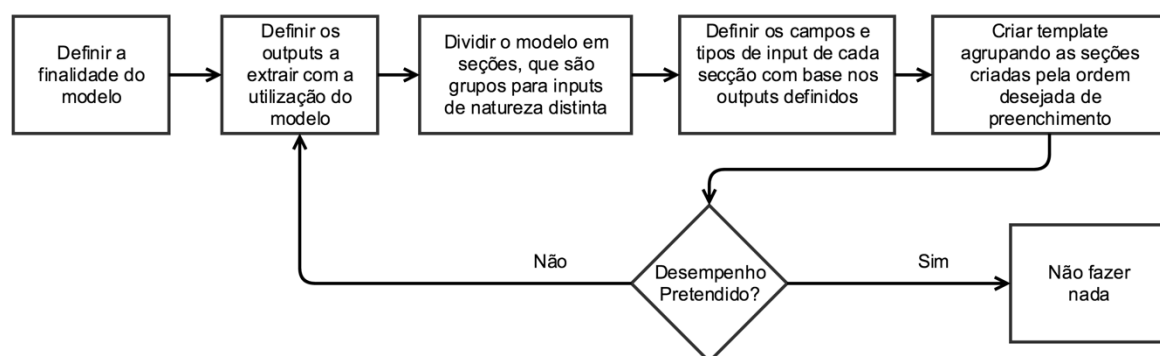 Definir a
finalidade do
modelo
Definir os
outputs a
extrair com a
utilização do
modelo
Dividir o modelo em
seções, que são
grupos para inputs
de natureza distinta
Definir os campos e
tipos de input de cada
secção com base nos
outputs definidos
Criar template
agrupando as seções
criadas pela ordem
desejada de
preenchimento
Desempenho
Pretendido?
Não
Sim
Não fazer
nada